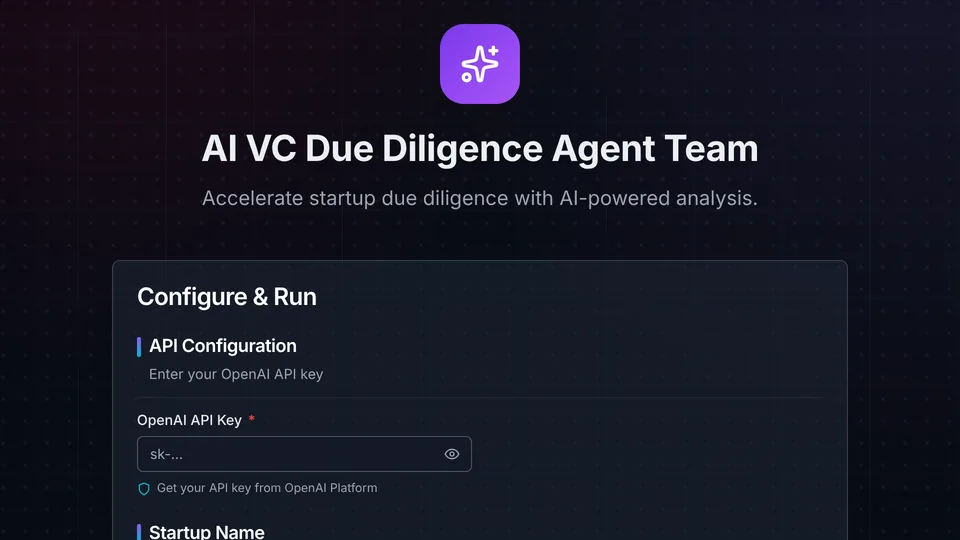 AI VC Due Diligence Agent Team
Accelerate startup due diligence with AI-powered analysis.
Configure & Run
API Configuration
Enter your OpenAI API key
OpenAI API Key *
sk-...
Get your API key from OpenAI Platform
Startup Name